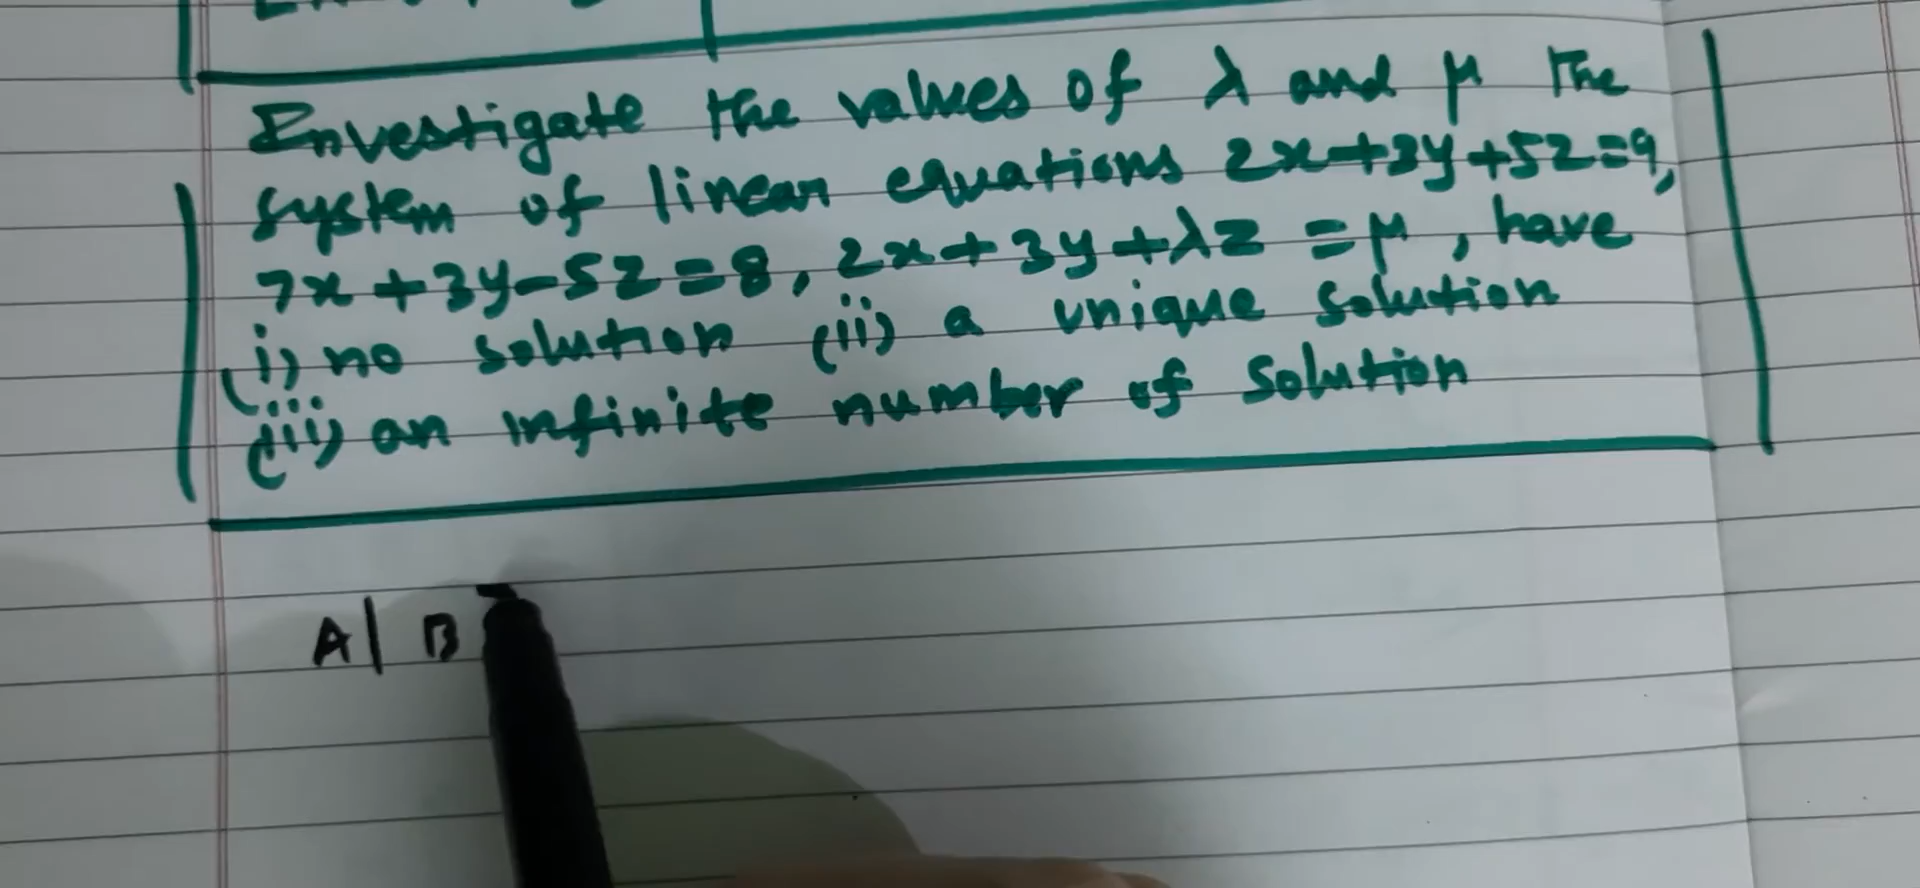 Investigate the values of λ and μ the
system of linear equations 2x+3y+5z=9,
7x+3y-5z=8, 2x+3y+λz=μ, have
(i) no solution (ii) a unique solution
(iii) an infinite number of solution
A| B